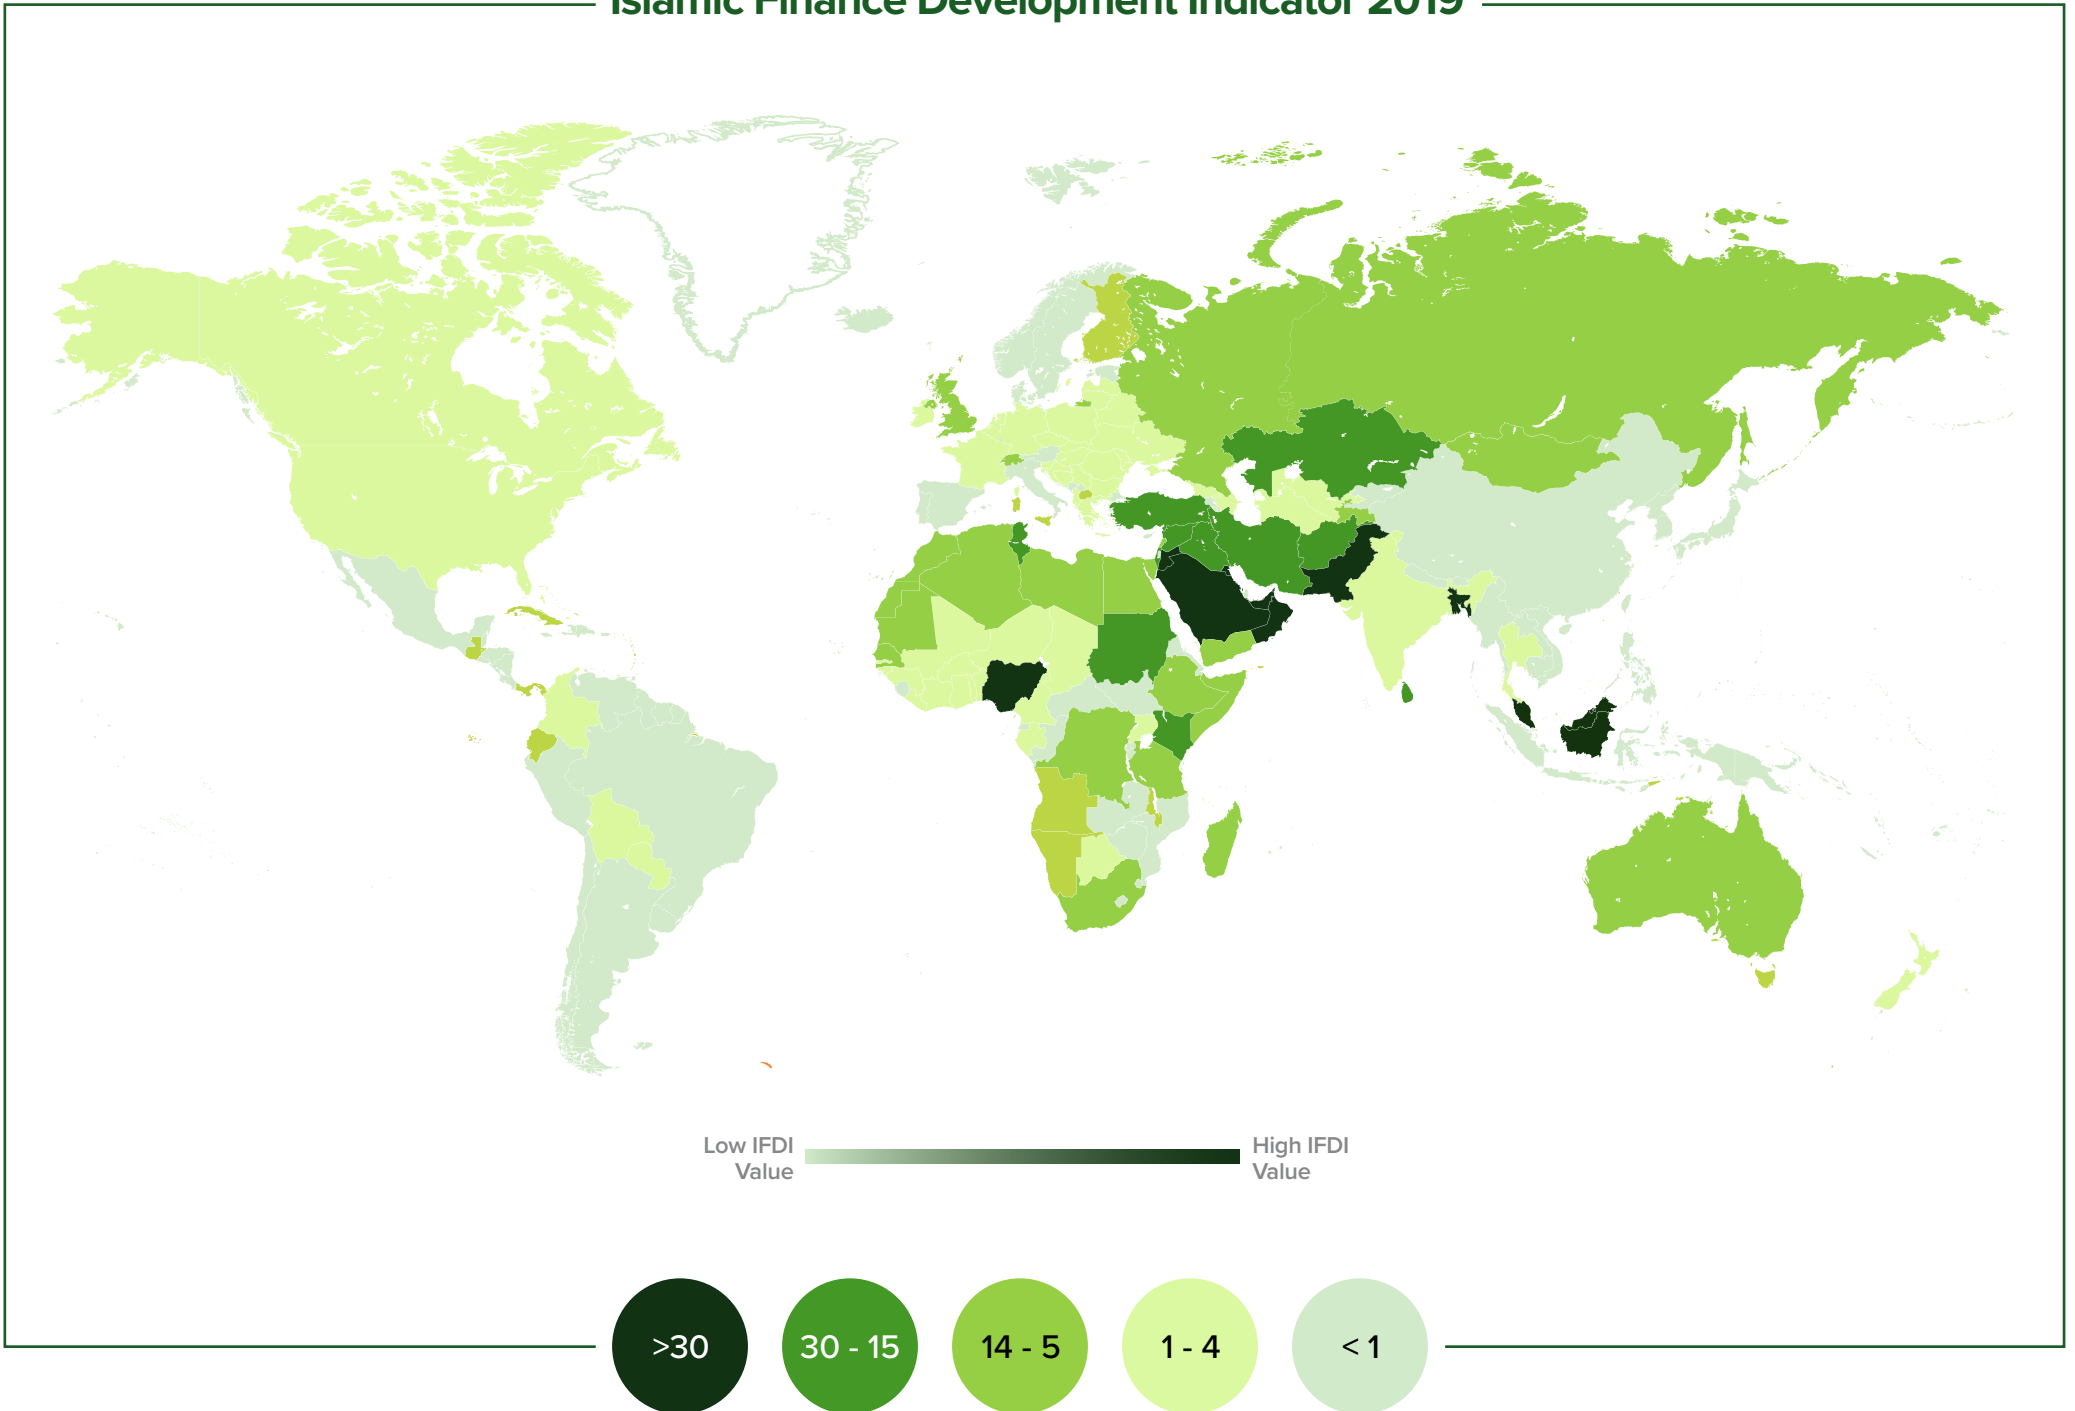 Islamic Finance Development Indicator 2019
Low IFDI
Value
High IFDI
Value
>30
30 - 15
14 - 5
1 - 4
< 1